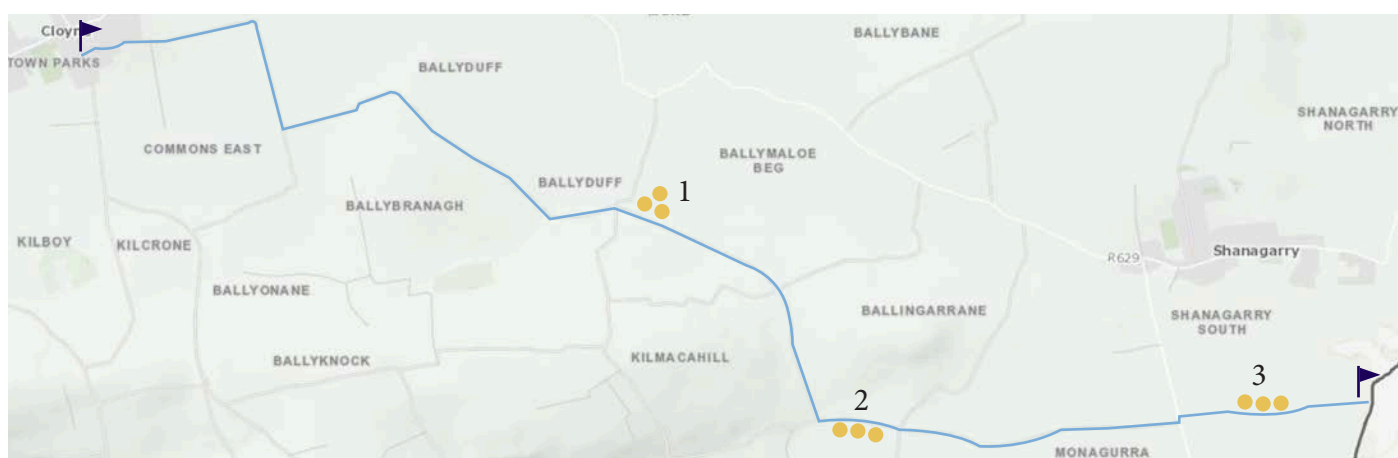 Cloyne
TOWN PARKS
BALLYDUFF
BALLYBANE
SHANAGARRY
NORTH
COMMONS EAST
BALLYMALOE
BEG
BALLYDUFF
1
BALLYBRANAGH
KILBOY
KILCRONE
R629
Shanagarry
BALLYONANE
BALLINGARRANE
SHANAGARRY
SOUTH
BALLYKNOCK
KILMACAHILL
2
3
MONAGURRA